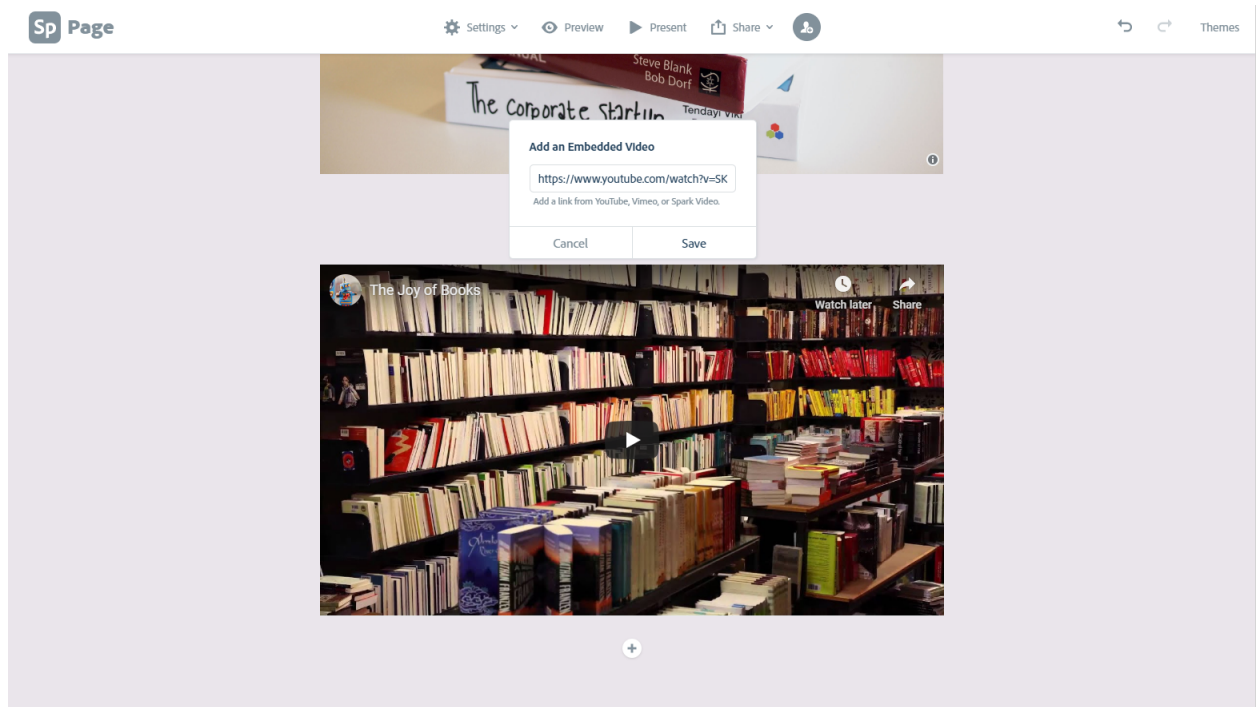 Sp Page
Settings
Preview
Present
Share
Themes
Steve Blank
Bob Dorf
The Corporate Startup
Tendayi Viki
Add an Embedded Video
https://www.youtube.com/watch?v=SK
Add a link from YouTube, Vimeo, or Spark Video.
Cancel
Save
The Joy of Books
Watch later
Share